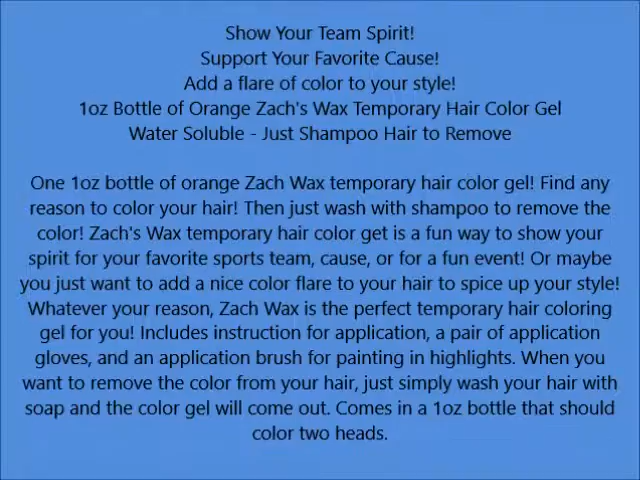 Show Your Team Spirit!
Support Your Favorite Cause!
Add a flare of color to your style!
1oz Bottle of Orange Zach's Wax Temporary Hair Color Gel
Water Soluble - Just Shampoo Hair to Remove
One 1oz bottle of orange Zach Wax temporary hair color gel! Find any
reason to color your hair! Then just wash with shampoo to remove the
color! Zach's Wax temporary hair color get is a fun way to show your
spirit for your favorite sports team, cause, or for a fun event! Or maybe
you just want to add a nice color flare to your hair to spice up your style!
Whatever your reason, Zach Wax is the perfect temporary hair coloring
gel for you! Includes instruction for application, a pair of application
gloves, and an application brush for painting in highlights. When you
want to remove the color from your hair, just simply wash your hair with
soap and the color gel will come out. Comes in a 1oz bottle that should
color two heads.